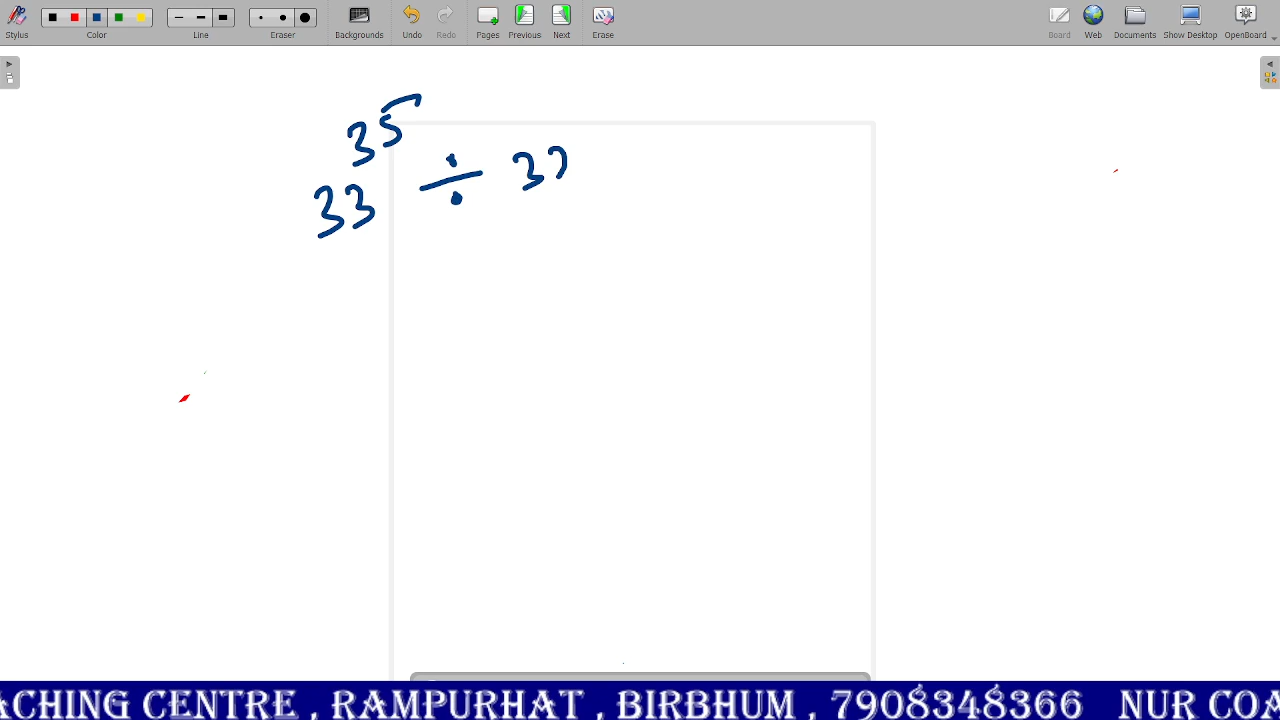 Stylus Color Line Eraser Backgrounds Undo Redo Pages Previous Next Erase Board Web Documents Show Desktop OpenBoard
35
33 ÷ 33
ACHING CENTRE , RAMPURHAT , BIRBHUM , 7908348366 NUR COA